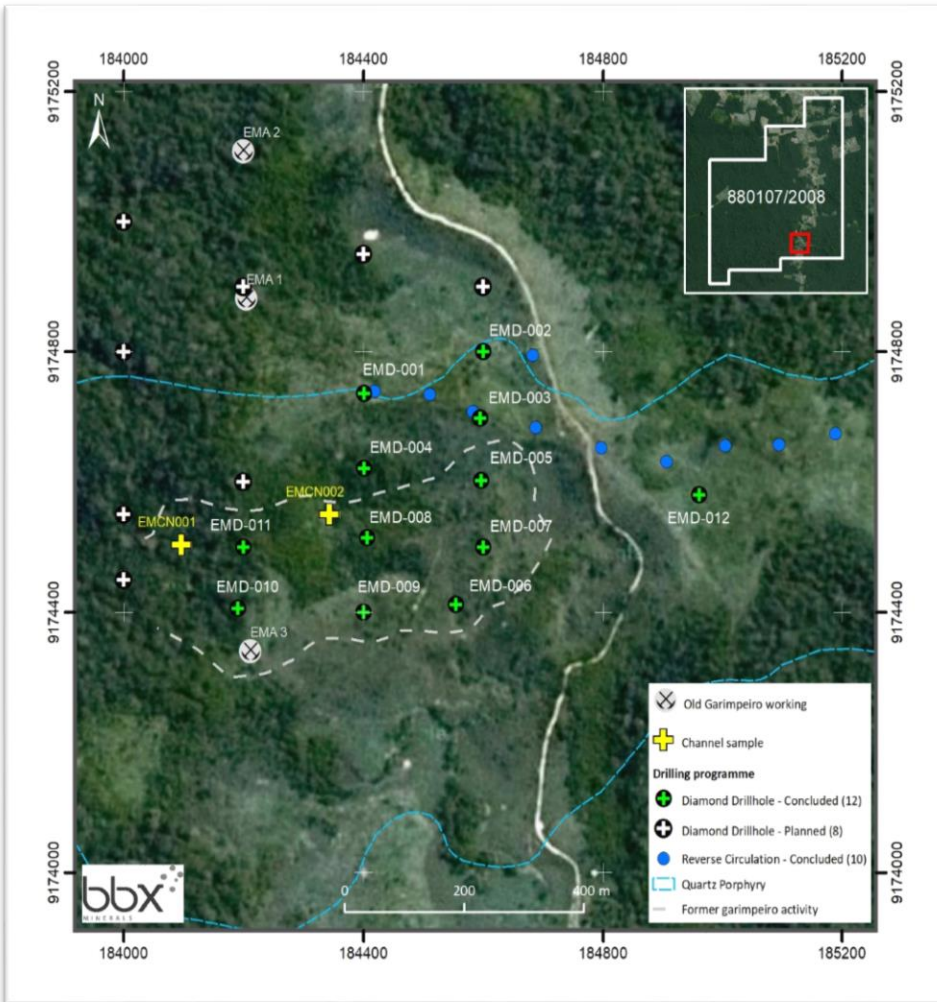 184000 184400 184800 185200
9175200 9175200
N
EMA 2
880107/2008
EMA 1
EMD-002
9174800 9174800
EMD-001
EMD-003
EMD-004
EMD-005
EMCN002
EMCN001
EMD-011
EMD-008
EMD-012
EMD-007
EMD-010
EMD-009
EMD-006
9174400 9174400
EMA 3
Old Garimpeiro working
Channel sample
Drilling programme
Diamond Drillhole - Concluded (12)
Diamond Drillhole - Planned (8)
Reverse Circulation - Concluded (10)
Quartz Porphyry
Former garimpeiro activity
9174000 9174000
bbx
MINERALS
0 200 400 m
184000 184400 184800 185200